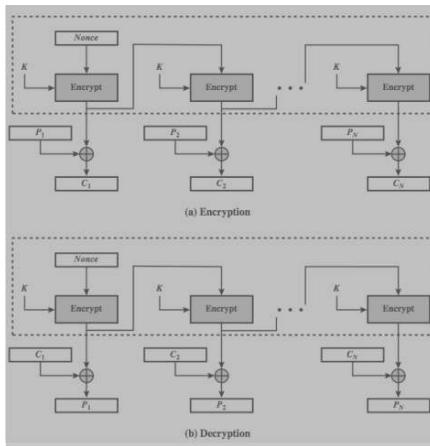 Nonce
K K K
Encrypt Encrypt • • • Encrypt
P1 P2 PN
C1 C2 CN
(a) Encryption
Nonce
K K K
Encrypt Encrypt • • • Encrypt
C1 C2 CN
P1 P2 PN
(b) Decryption